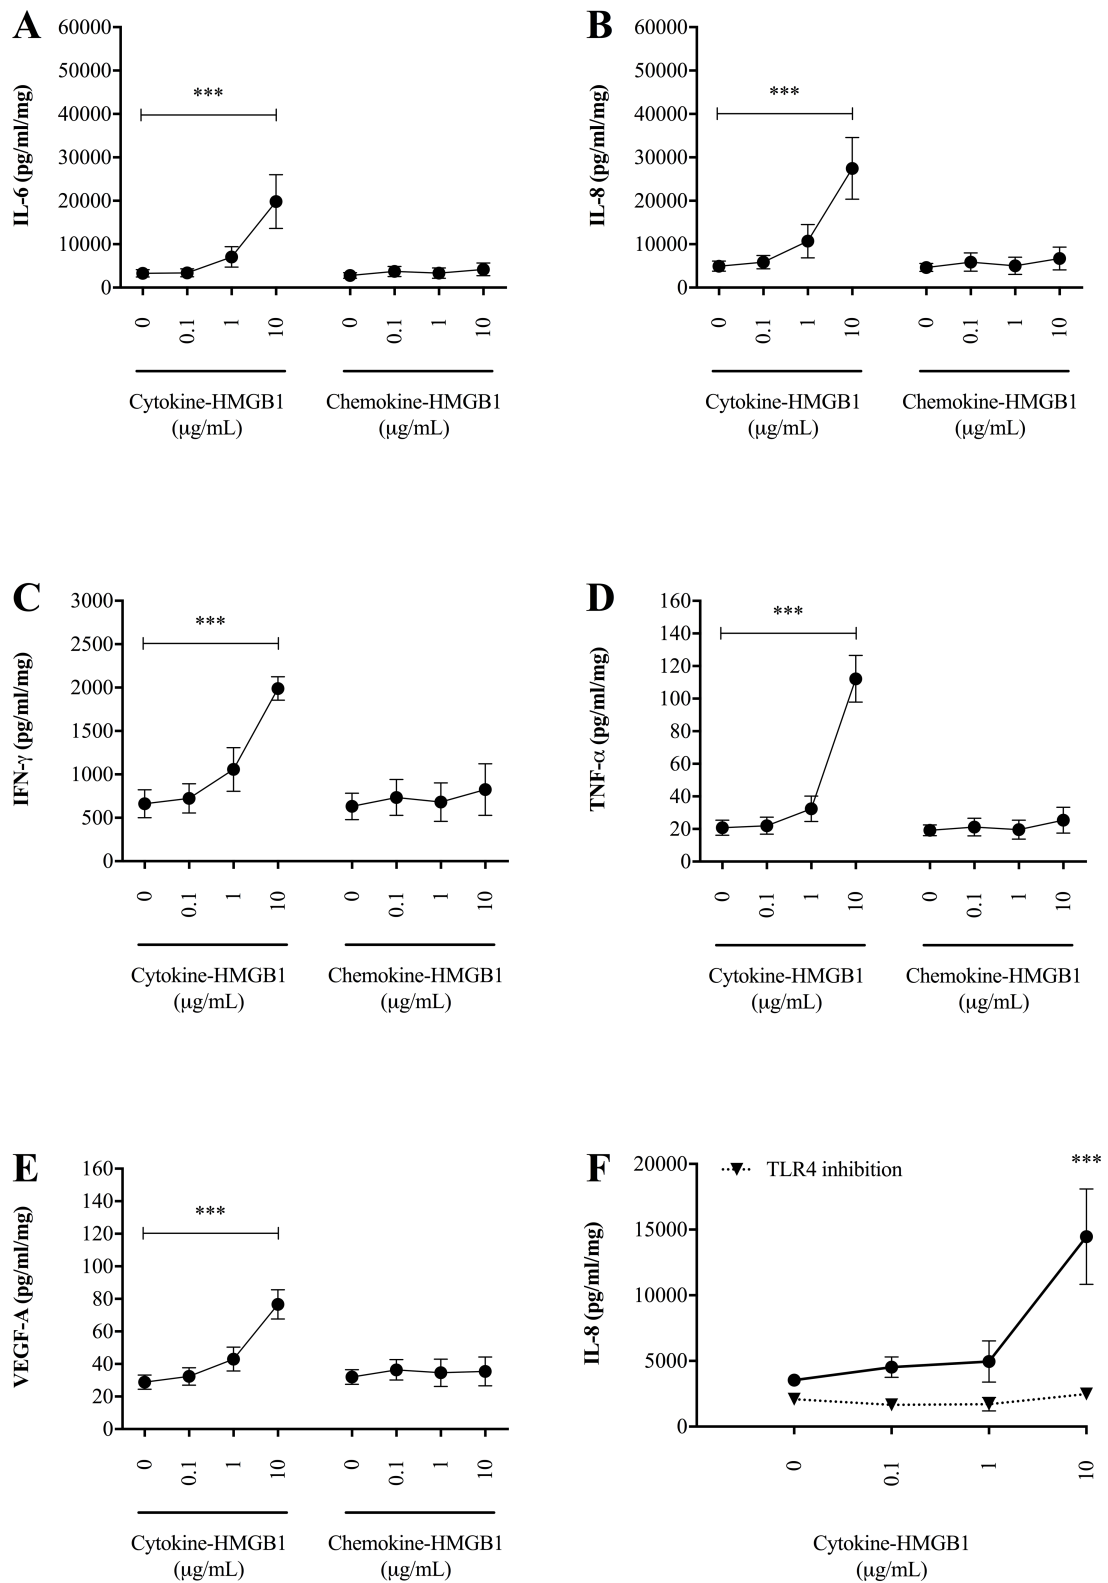 A
IL-6 (pg/ml/mg)
60000
50000
40000
30000
20000
10000
0
***
0 0.1 1 10 0 0.1 1 10
Cytokine-HMGB1 Chemokine-HMGB1
(μg/mL) (μg/mL)
B
IL-8 (pg/ml/mg)
60000
50000
40000
30000
20000
10000
0
***
0 0.1 1 10 0 0.1 1 10
Cytokine-HMGB1 Chemokine-HMGB1
(μg/mL) (μg/mL)
C
IFN-γ (pg/ml/mg)
3000
2500
2000
1500
1000
500
0
***
0 0.1 1 10 0 0.1 1 10
Cytokine-HMGB1 Chemokine-HMGB1
(μg/mL) (μg/mL)
D
TNF-α (pg/ml/mg)
160
140
120
100
80
60
40
20
0
***
0 0.1 1 10 0 0.1 1 10
Cytokine-HMGB1 Chemokine-HMGB1
(μg/mL) (μg/mL)
E
VEGF-A (pg/ml/mg)
160
140
120
100
80
60
40
20
0
***
0 0.1 1 10 0 0.1 1 10
Cytokine-HMGB1 Chemokine-HMGB1
(μg/mL) (μg/mL)
F
IL-8 (pg/ml/mg)
20000
15000
10000
5000
0
TLR4 inhibition
***
0 0.1 1 10
Cytokine-HMGB1
(μg/mL)